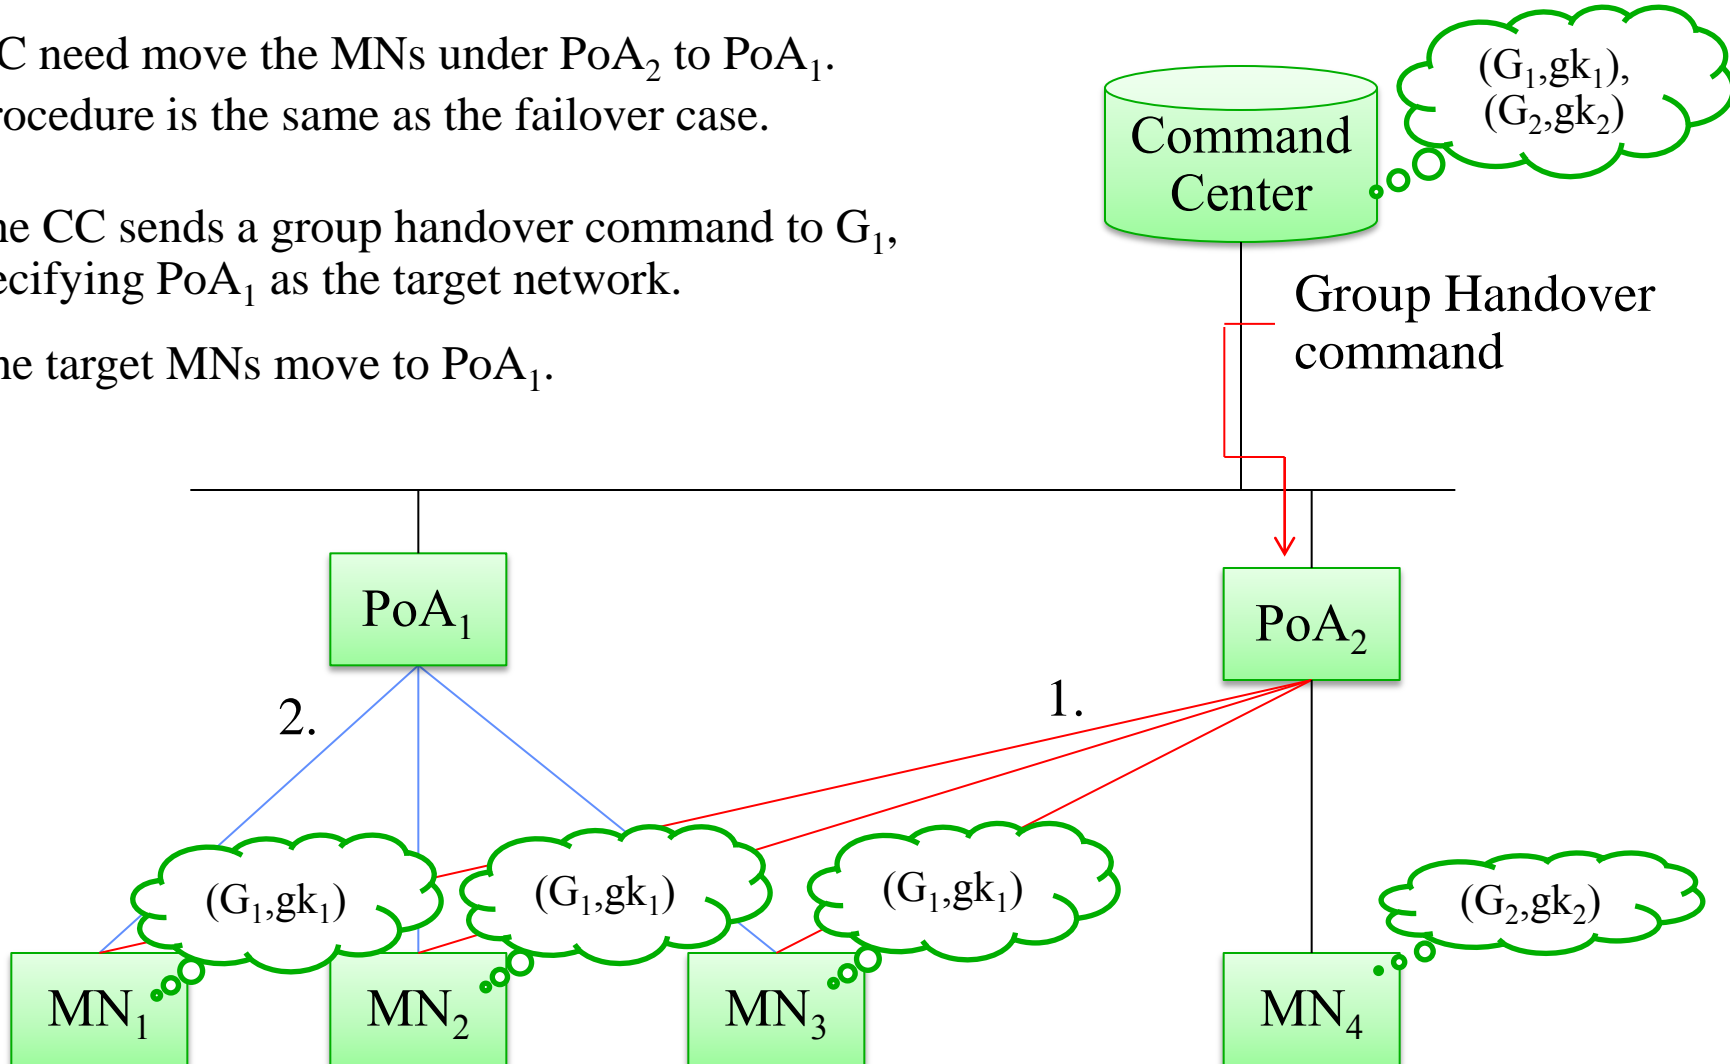 C need move the MNs under PoA₂ to PoA₁.
rocedure is the same as the failover case.
ne CC sends a group handover command to G₁,
ecifying PoA₁ as the target network.
ne target MNs move to PoA₁.
(G₁,gk₁),
(G₂,gk₂)
Command
Center
Group Handover
command
PoA₁
PoA₂
2.
1.
(G₁,gk₁)
(G₁,gk₁)
(G₁,gk₁)
(G₂,gk₂)
MN₁
MN₂
MN₃
MN₄